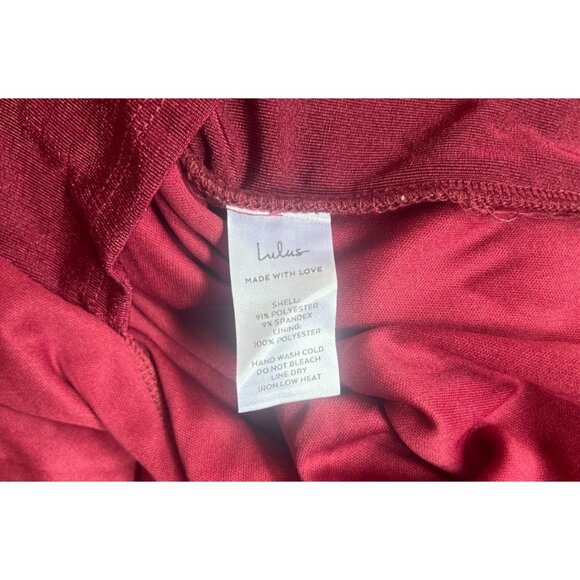 Lulus
MADE WITH LOVE
SHELL:
91% POLYESTER
9% SPANDEX
LINING:
100% POLYESTER
HAND WASH COLD
DO NOT BLEACH
LINE DRY
IRON LOW HEAT